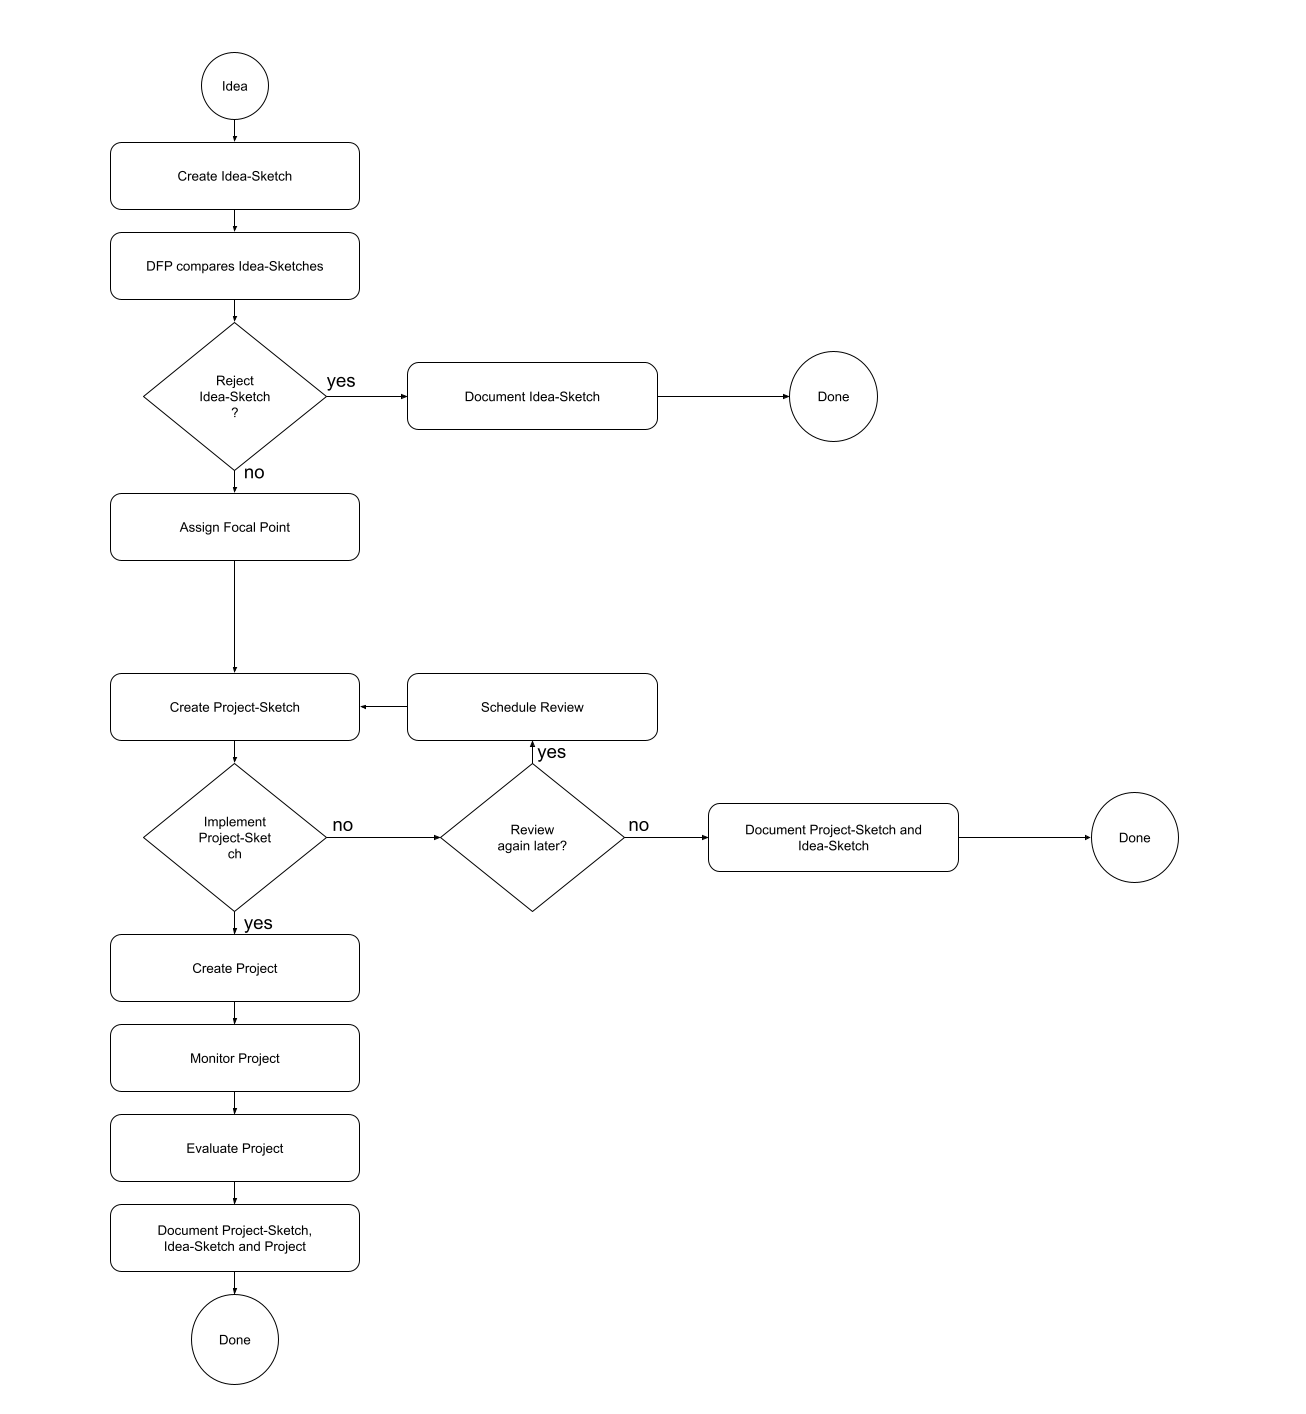 Idea
Create Idea-Sketch
DFP compares Idea-Sketches
Reject
Idea-Sketch
?
yes
Document Idea-Sketch
Done
no
Assign Focal Point
Create Project-Sketch
Schedule Review
yes
Implement
Project-Sket
ch
no
Review
again later?
no
Document Project-Sketch and
Idea-Sketch
Done
yes
Create Project
Monitor Project
Evaluate Project
Document Project-Sketch,
Idea-Sketch and Project
Done